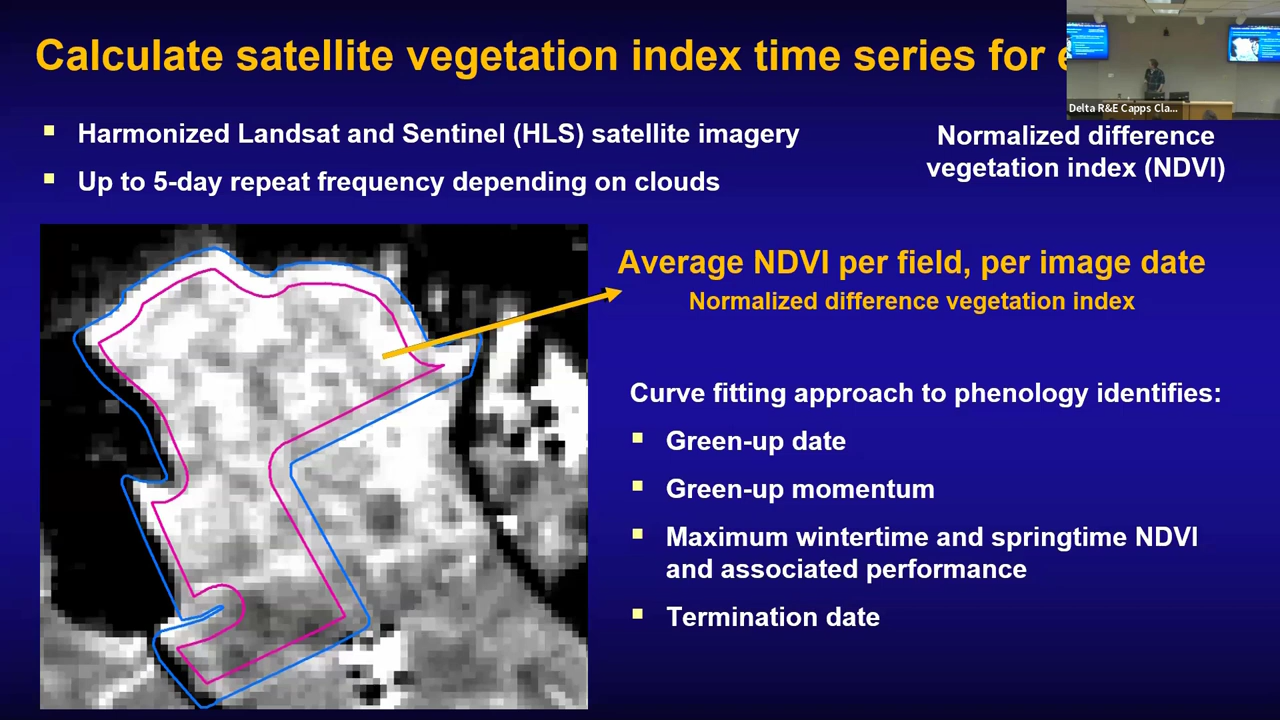 Calculate satellite vegetation index time series for
Delta R&E Capps Cla...
Harmonized Landsat and Sentinel (HLS) satellite imagery
Up to 5-day repeat frequency depending on clouds
Normalized difference
vegetation index (NDVI)
Average NDVI per field, per image date
Normalized difference vegetation index
Curve fitting approach to phenology identifies:
Green-up date
Green-up momentum
Maximum wintertime and springtime NDVI
and associated performance
Termination date